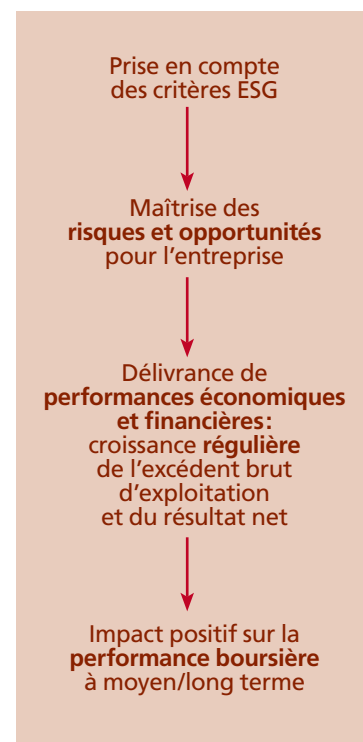 Prise en compte
des critères ESG
Maîtrise des
risques et opportunités
pour l'entreprise
Délivrance de
performances économiques
et financières:
croissance régulière
de l'excédent brut
d'exploitation
et du résultat net
Impact positif sur la
performance boursière
à moyen/long terme